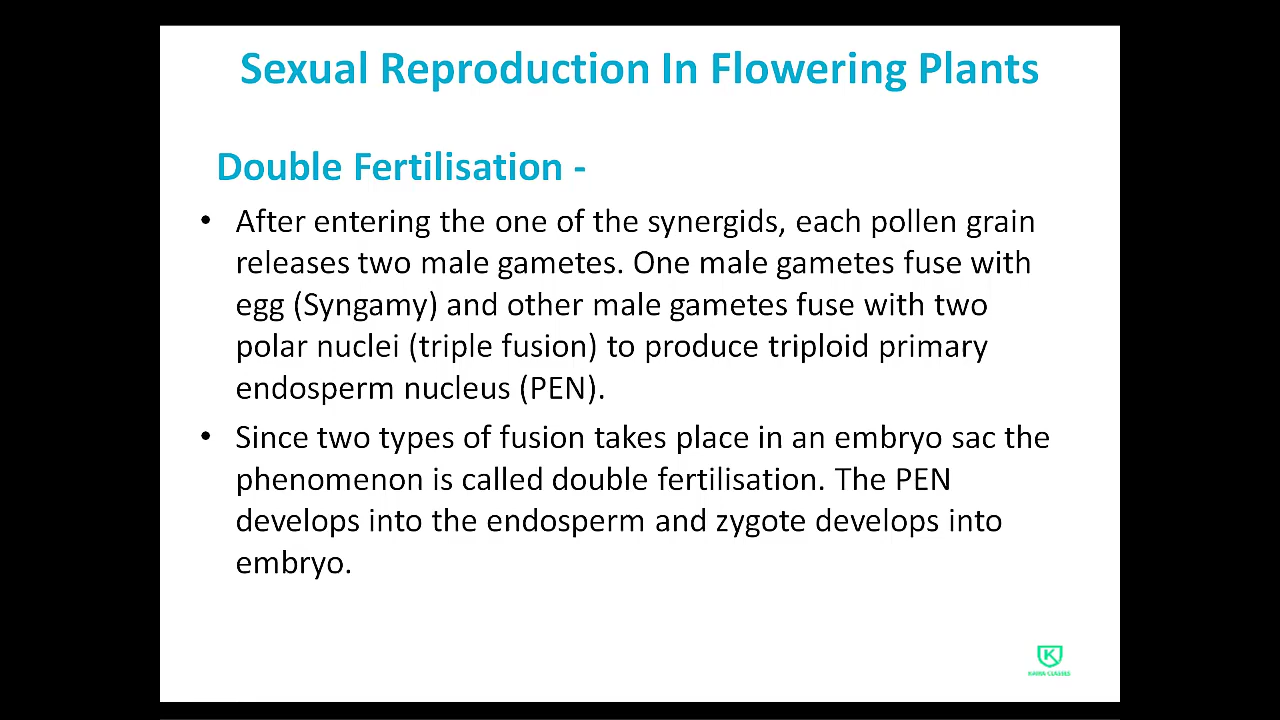 Sexual Reproduction In Flowering Plants
Double Fertilisation -
• After entering the one of the synergids, each pollen grain
releases two male gametes. One male gametes fuse with
egg (Syngamy) and other male gametes fuse with two
polar nuclei (triple fusion) to produce triploid primary
endosperm nucleus (PEN).
• Since two types of fusion takes place in an embryo sac the
phenomenon is called double fertilisation. The PEN
develops into the endosperm and zygote develops into
embryo.
K
CLASSES